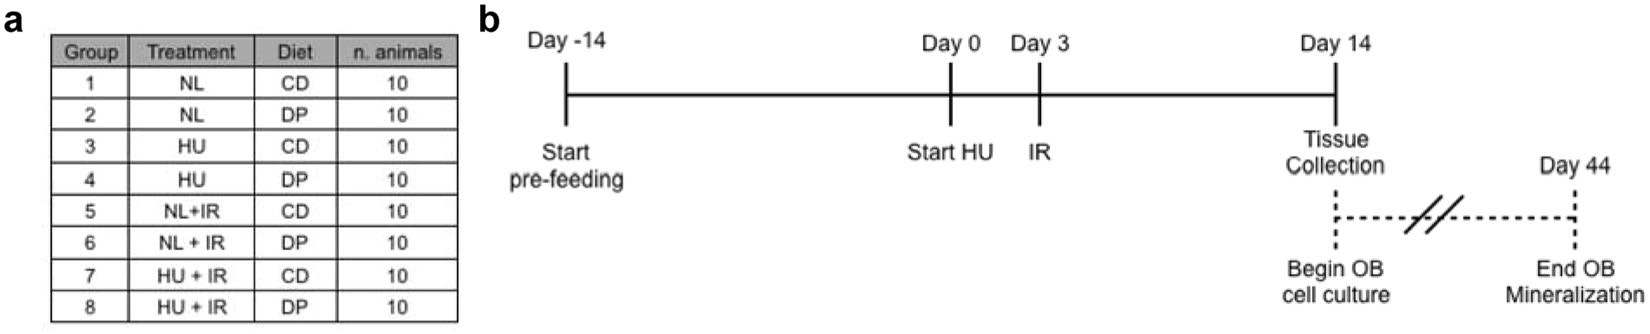 a
Group Treatment Diet n. animals
1 NL CD 10
2 NL DP 10
3 HU CD 10
4 HU DP 10
5 NL+IR CD 10
6 NL + IR DP 10
7 HU + IR CD 10
8 HU + IR DP 10
b
Day -14 Day 0 Day 3 Day 14
Start
pre-feeding
Start HU
IR
Tissue
Collection
Day 44
Begin OB
cell culture
End OB
Mineralization